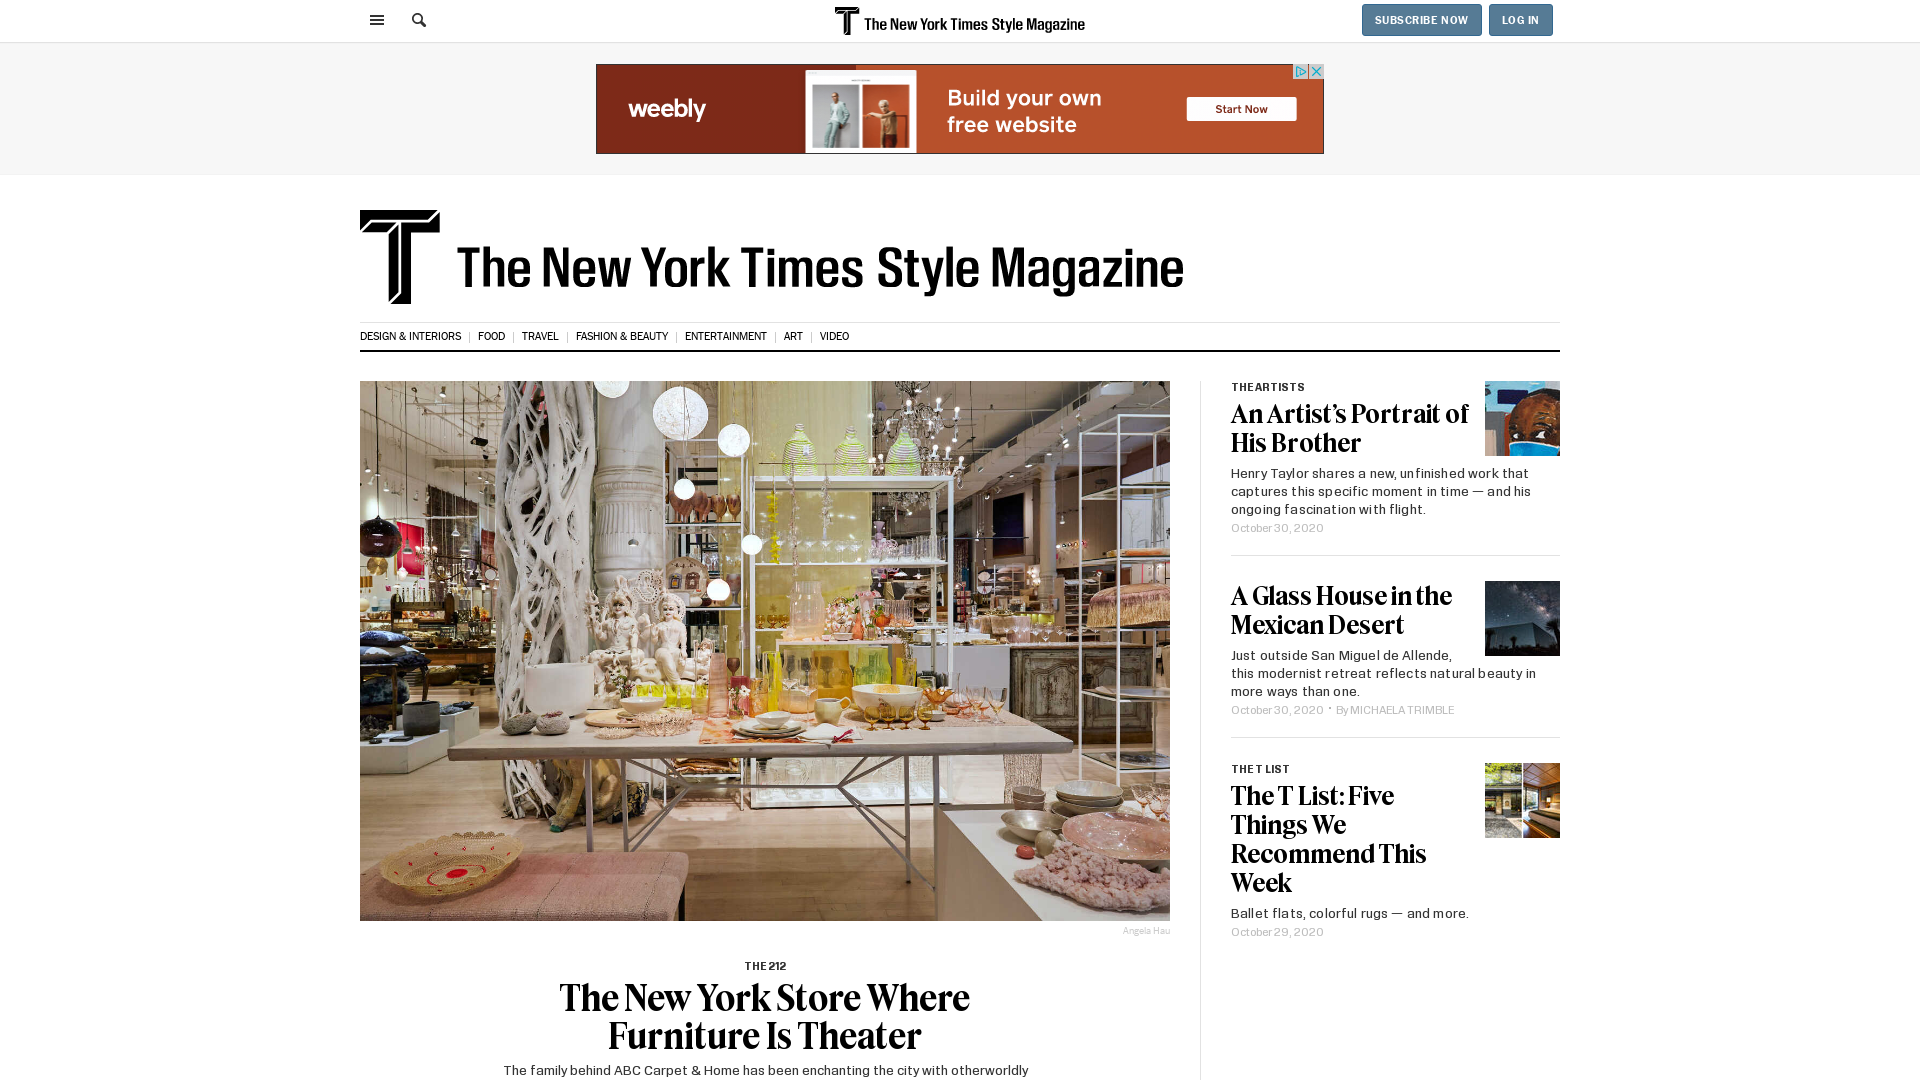 The New York Times Style Magazine
SUBSCRIBE NOW
LOG IN
weebly
Build your own
free website
Start Now
The New York Times Style Magazine
DESIGN & INTERIORS
FOOD
TRAVEL
FASHION & BEAUTY
ENTERTAINMENT
ART
VIDEO
Angela Hau
THE 212
The New York Store Where
Furniture Is Theater
The family behind ABC Carpet & Home has been enchanting the city with otherworldly
THE ARTISTS
An Artist’s Portrait of
His Brother
Henry Taylor shares a new, unfinished work that
captures this specific moment in time — and his
ongoing fascination with flight.
October 30, 2020
A Glass House in the
Mexican Desert
Just outside San Miguel de Allende,
this modernist retreat reflects natural beauty in
more ways than one.
October 30, 2020 · By MICHAELA TRIMBLE
THE T LIST
The T List: Five
Things We
Recommend This
Week
Ballet flats, colorful rugs — and more.
October 29, 2020